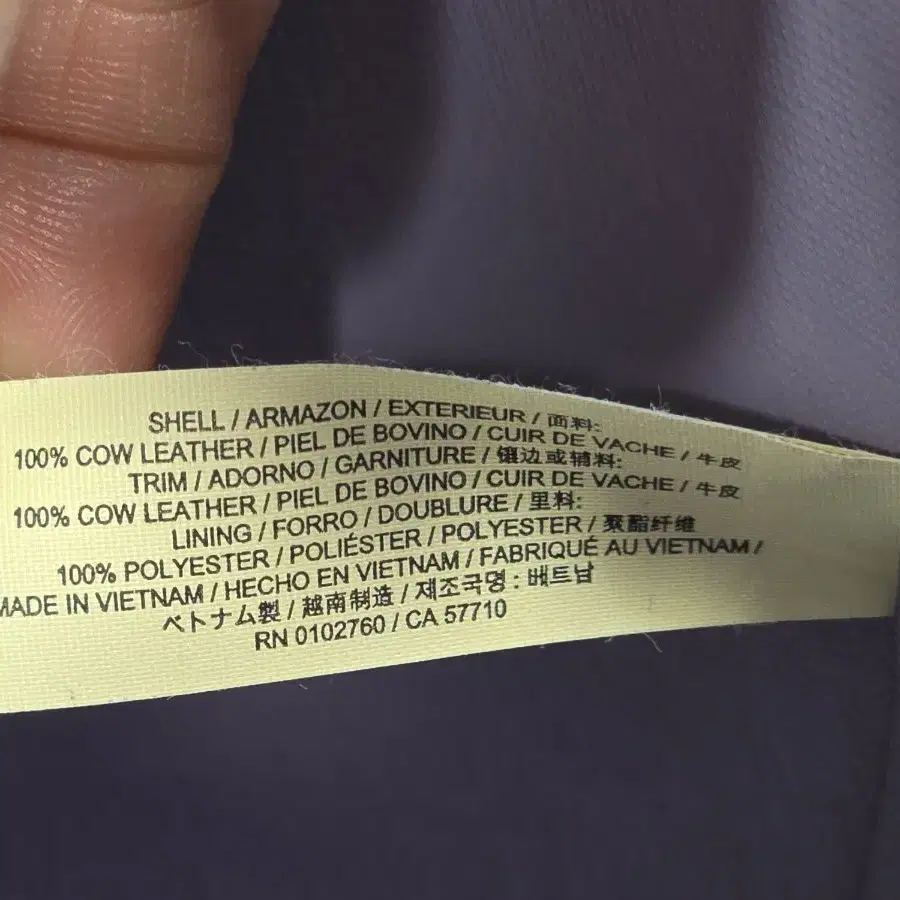 SHELL / ARMAZON / EXTERIEUR / 面料:
100% COW LEATHER / PIEL DE BOVINO / CUIR DE VACHE / 牛皮
TRIM / ADORNO / GARNITURE / 镶边或辅料:
100% COW LEATHER / PIEL DE BOVINO / CUIR DE VACHE / 牛皮
LINING / FORRO / DOUBLURE / 里料:
100% POLYESTER / POLIÉSTER / POLYESTER / 聚酯纤维
MADE IN VIETNAM / HECHO EN VIETNAM / FABRIQUÉ AU VIETNAM /
ベトナム製 / 越南制造 / 제조국명 : 베트남
RN 0102760 / CA 57710